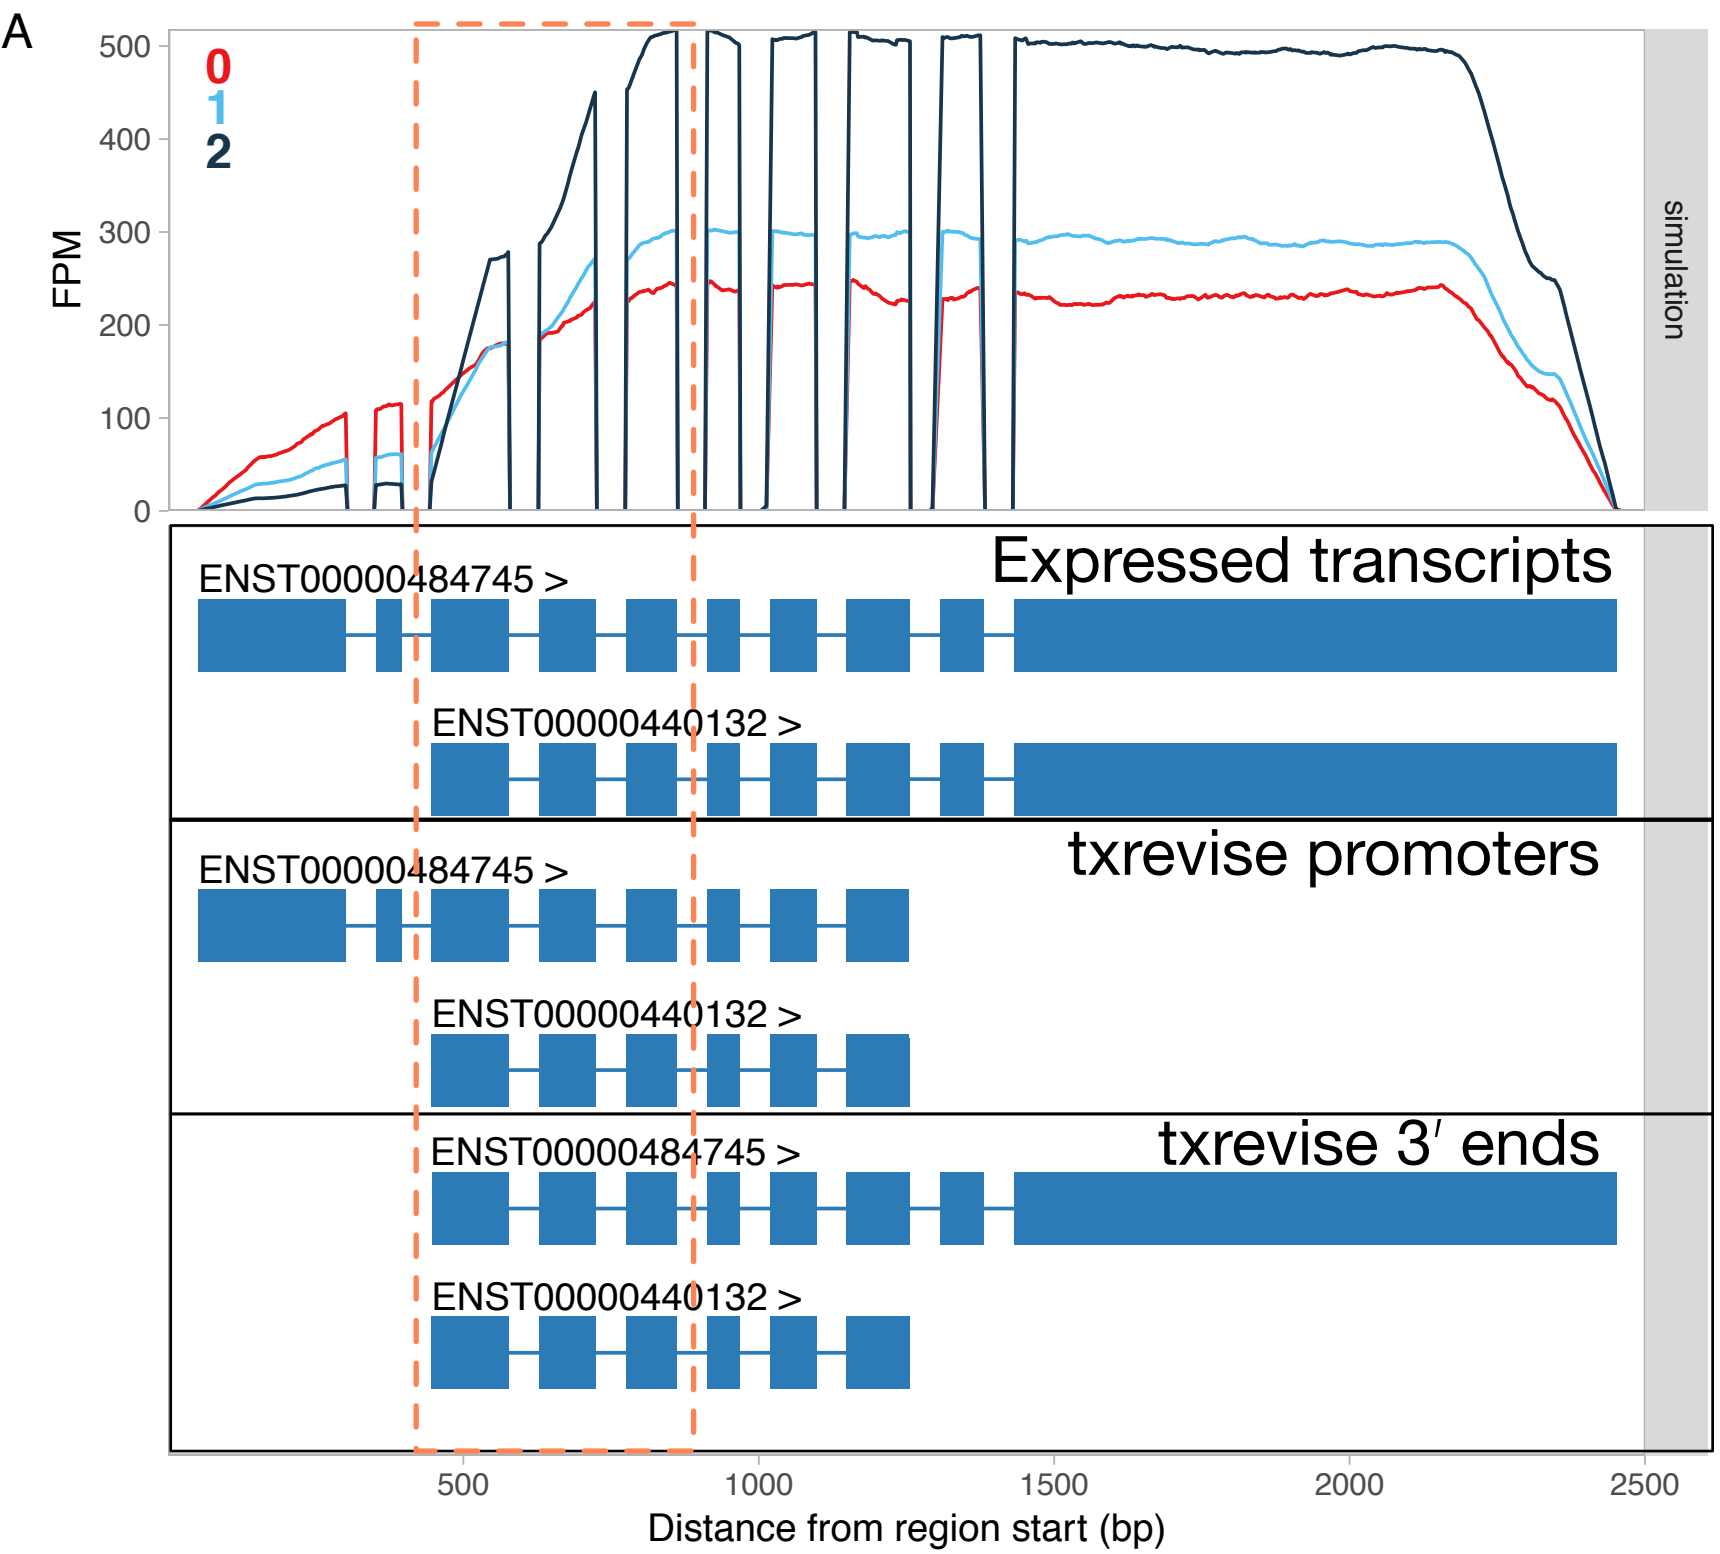 A
500
400
300
200
100
0
FPM
0
1
2
simulation
Expressed transcripts
ENST00000484745 >
ENST00000440132 >
txrevise promoters
ENST00000484745 >
ENST00000440132 >
txrevise 3′ ends
ENST00000484745 >
ENST00000440132 >
500 1000 1500 2000 2500
Distance from region start (bp)